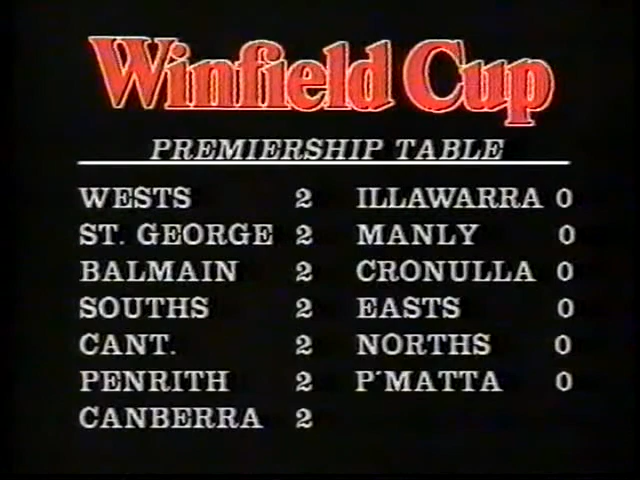 Winfield Cup
PREMIERSHIP TABLE
WESTS 2 ILLAWARRA 0
ST. GEORGE 2 MANLY 0
BALMAIN 2 CRONULLA 0
SOUTHS 2 EASTS 0
CANT. 2 NORTHS 0
PENRITH 2 P'MATTA 0
CANBERRA 2